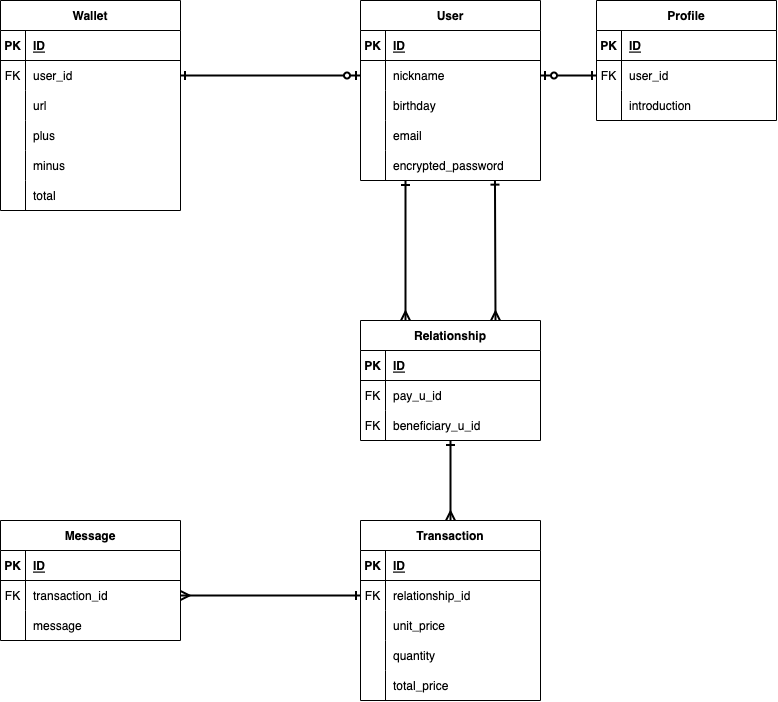 Wallet
PK ID
FK user_id
url
plus
minus
total
User
PK ID
nickname
birthday
email
encrypted_password
Profile
PK ID
FK user_id
introduction
Relationship
PK ID
FK pay_u_id
FK beneficiary_u_id
Message
PK ID
FK transaction_id
message
Transaction
PK ID
FK relationship_id
unit_price
quantity
total_price